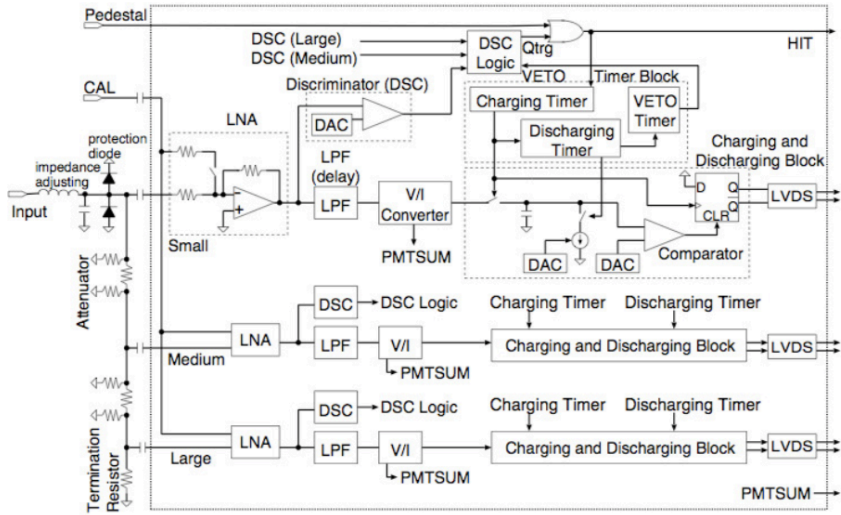 Pedestal
DSC (Large)
DSC (Medium)
DSC
Logic
Qtrg
HIT
CAL
Discriminator (DSC)
VETO
Timer Block
DAC
Charging Timer
VETO
Timer
Discharging
Timer
protection
diode
impedance
adjusting
LNA
LPF
(delay)
Charging and
Discharging Block
Input
LPF
V/I
Converter
D Q
Q
CLR
LVDS
Small
PMTSUM
DAC
DAC
Comparator
Attenuator
DSC
DSC Logic
Charging Timer
Discharging Timer
Medium
LNA
LPF
V/I
Charging and Discharging Block
LVDS
PMTSUM
DSC
DSC Logic
Charging Timer
Discharging Timer
Large
LNA
LPF
V/I
Charging and Discharging Block
LVDS
PMTSUM
Termination
Resistor
PMTSUM